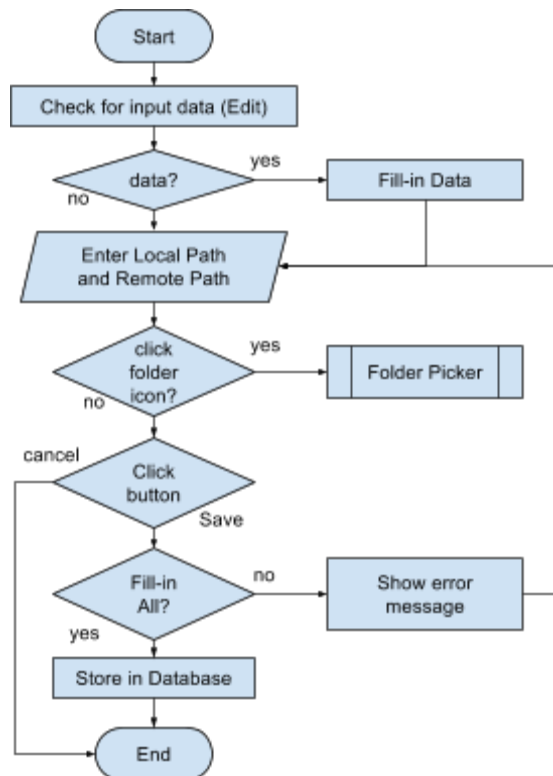 Start
Check for input data (Edit)
data?
yes
no
Fill-in Data
Enter Local Path
and Remote Path
click
folder
icon?
yes
no
Folder Picker
cancel
Click
button
Save
Fill-in
All?
no
yes
Show error
message
Store in Database
End